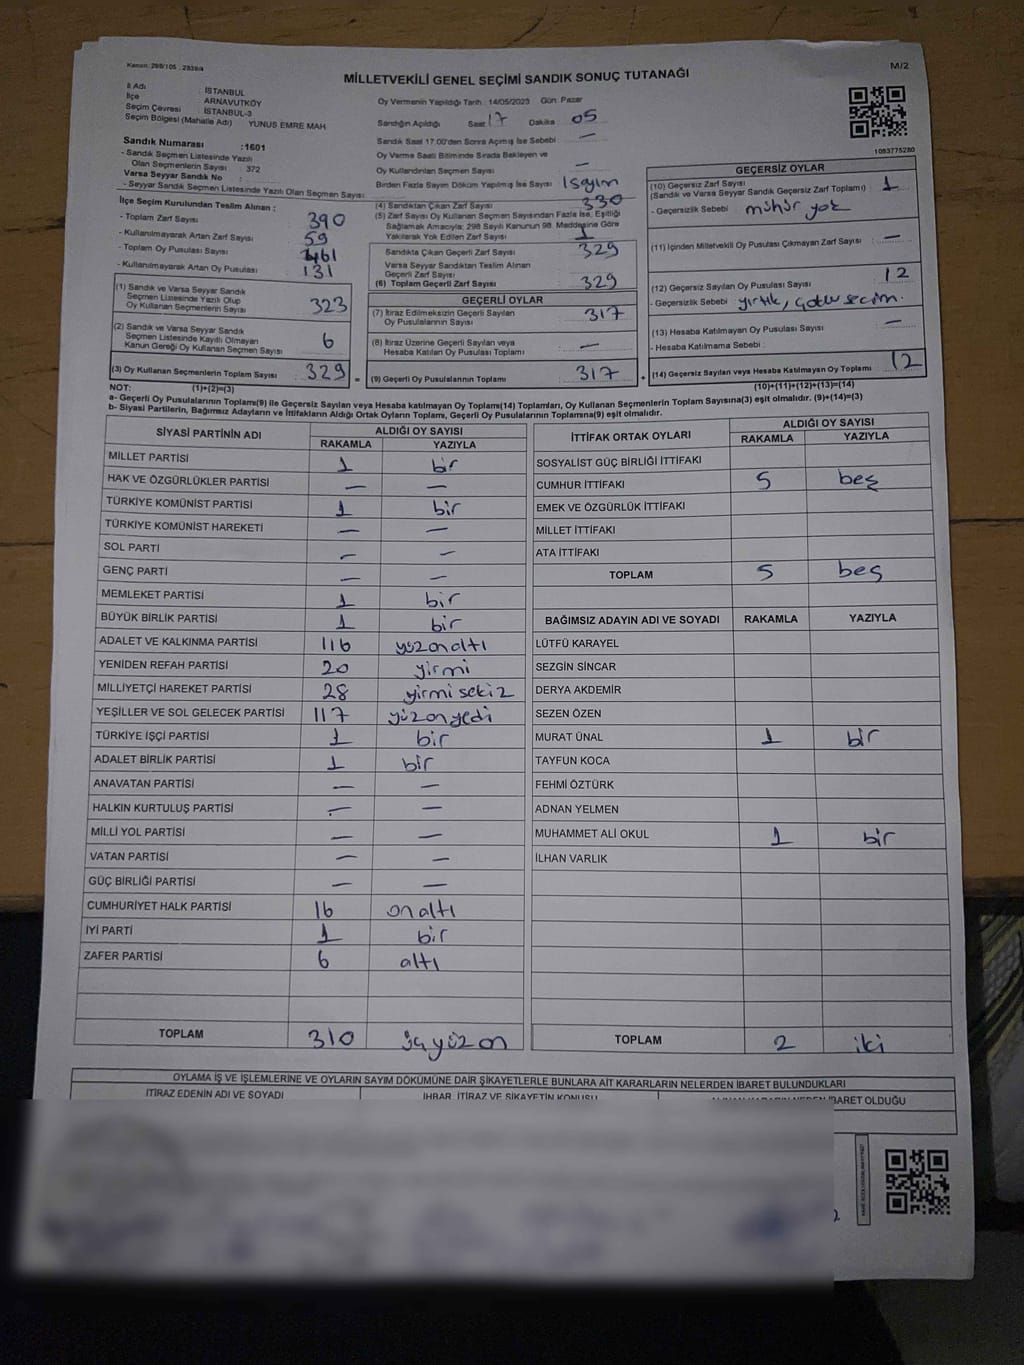 Kanun: 298/105 , 2839/4
M/2
MİLLETVEKİLİ GENEL SEÇİMİ SANDIK SONUÇ TUTANAĞI
İl Adı : İSTANBUL
İlçe : ARNAVUTKÖY
Seçim Çevresi : İSTANBUL-3
Seçim Bölgesi (Mahalle Adı) : YUNUS EMRE MAH
Sandık Numarası :1601
- Sandık Seçmen Listesinde Yazılı
Olan Seçmenlerin Sayısı : 372
Varsa Seyyar Sandık No :
- Seyyar Sandık Seçmen Listesinde Yazılı Olan Seçmen Sayısı :
İlçe Seçim Kurulundan Teslim Alınan ;
- Toplam Zarf Sayısı 390
- Kullanılmayarak Artan Zarf Sayısı 59
- Toplam Oy Pusulası Sayısı 461
- Kullanılmayarak Artan Oy Pusulası 131
(1) Sandık ve Varsa Seyyar Sandık
Seçmen Listesinde Yazılı Olup
Oy Kullanan Seçmenlerin Sayısı 323
(2) Sandık ve Varsa Seyyar Sandık
Seçmen Listesinde Kayıtlı Olmayan
Kanun Gereği Oy Kullanan Seçmen Sayısı 6
(3) Oy Kullanan Seçmenlerin Toplam Sayısı 329
Oy Vermenin Yapıldığı Tarih : 14/05/2023 Gün: Pazar
Sandığın Açıldığı Saat 17 Dakika 05
Sandık Saat 17.00'den Sonra Açılmış İse Sebebi —
Oy Verme Saati Bitiminde Sırada Bekleyen ve
Oy Kullandırılan Seçmen Sayısı —
Birden Fazla Sayım Döküm Yapılmış İse Sayısı 1 sayım
(4) Sandıktan Çıkan Zarf Sayısı 330
(5) Zarf Sayısı Oy Kullanan Seçmen Sayısından Fazla İse, Eşitliği
Sağlamak Amacıyla; 298 Sayılı Kanunun 98. Maddesine Göre
Yakılarak Yok Edilen Zarf Sayısı 1
Sandıkta Çıkan Geçerli Zarf Sayısı 329
Varsa Seyyar Sandıktan Teslim Alınan
Geçerli Zarf Sayısı
(6) Toplam Geçerli Zarf Sayısı 329
GEÇERLİ OYLAR
(7) İtiraz Edilmeksizin Geçerli Sayılan
Oy Pusulalarının Sayısı 317
(8) İtiraz Üzerine Geçerli Sayılan veya
Hesaba Katılan Oy Pusulası Toplamı —
= (9) Geçerli Oy Pusulalarının Toplamı 317
1093775280
GEÇERSİZ OYLAR
(10) Geçersiz Zarf Sayısı 1
(Sandık ve Varsa Seyyar Sandık Geçersiz Zarf Toplamı)
- Geçersizlik Sebebi mühür yok
(11) İçinden Milletvekili Oy Pusulası Çıkmayan Zarf Sayısı —
(12) Geçersiz Sayılan Oy Pusulası Sayısı 12
- Geçersizlik Sebebi yırtık, çoklu seçim.
(13) Hesaba Katılmayan Oy Pusulası Sayısı —
- Hesaba Katılmama Sebebi :
+ (14) Geçersiz Sayılan veya Hesaba Katılmayan Oy Toplamı 12
NOT: (1)+(2)=(3) (10)+(11)+(12)+(13)=(14)
a- Geçerli Oy Pusulalarının Toplamı(9) ile Geçersiz Sayılan veya Hesaba katılmayan Oy Toplamı(14) Toplamları, Oy Kullanan Seçmenlerin Toplam Sayısına(3) eşit olmalıdır. (9)+(14)=(3)
b- Siyasi Partilerin, Bağımsız Adayların ve İttifakların Aldığı Ortak Oyların Toplamı, Geçerli Oy Pusulalarının Toplamına(9) eşit olmalıdır.
SİYASİ PARTİNİN ADI ALDIĞI OY SAYISI
RAKAMLA YAZIYLA
MİLLET PARTİSİ 1 bir
HAK VE ÖZGÜRLÜKLER PARTİSİ — —
TÜRKİYE KOMÜNİST PARTİSİ 1 bir
TÜRKİYE KOMÜNİST HAREKETİ — —
SOL PARTİ — —
GENÇ PARTİ — —
MEMLEKET PARTİSİ 1 bir
BÜYÜK BİRLİK PARTİSİ 1 bir
ADALET VE KALKINMA PARTİSİ 116 yüzonaltı
YENİDEN REFAH PARTİSİ 20 yirmi
MİLLİYETÇİ HAREKET PARTİSİ 28 yirmi sekiz
YEŞİLLER VE SOL GELECEK PARTİSİ 117 yüzonyedi
TÜRKİYE İŞÇİ PARTİSİ 1 bir
ADALET BİRLİK PARTİSİ 1 bir
ANAVATAN PARTİSİ — —
HALKIN KURTULUŞ PARTİSİ — —
MİLLİ YOL PARTİSİ — —
VATAN PARTİSİ — —
GÜÇ BİRLİĞİ PARTİSİ — —
CUMHURİYET HALK PARTİSİ 16 onaltı
İYİ PARTİ 1 bir
ZAFER PARTİSİ 6 altı
TOPLAM 310 üçyüzon
İTTİFAK ORTAK OYLARI ALDIĞI OY SAYISI
RAKAMLA YAZIYLA
SOSYALİST GÜÇ BİRLİĞİ İTTİFAKI
CUMHUR İTTİFAKI 5 beş
EMEK VE ÖZGÜRLÜK İTTİFAKI
MİLLET İTTİFAKI
ATA İTTİFAKI
TOPLAM 5 beş
BAĞIMSIZ ADAYIN ADI VE SOYADI RAKAMLA YAZIYLA
LÜTFÜ KARAYEL
SEZGİN SİNCAR
DERYA AKDEMİR
SEZEN ÖZEN
MURAT ÜNAL 1 bir
TAYFUN KOCA
FEHMİ ÖZTÜRK
ADNAN YELMEN
MUHAMMET ALİ OKUL 1 bir
İLHAN VARLIK
TOPLAM 2 iki
OYLAMA İŞ VE İŞLEMLERİNE VE OYLARIN SAYIM DÖKÜMÜNE DAİR ŞİKAYETLERLE BUNLARA AİT KARARLARIN NELERDEN İBARET BULUNDUKLARI
İTİRAZ EDENİN ADI VE SOYADI
İHBAR, İTİRAZ VE ŞİKAYETİN KONUSU
NEDEN İBARET OLDUĞU